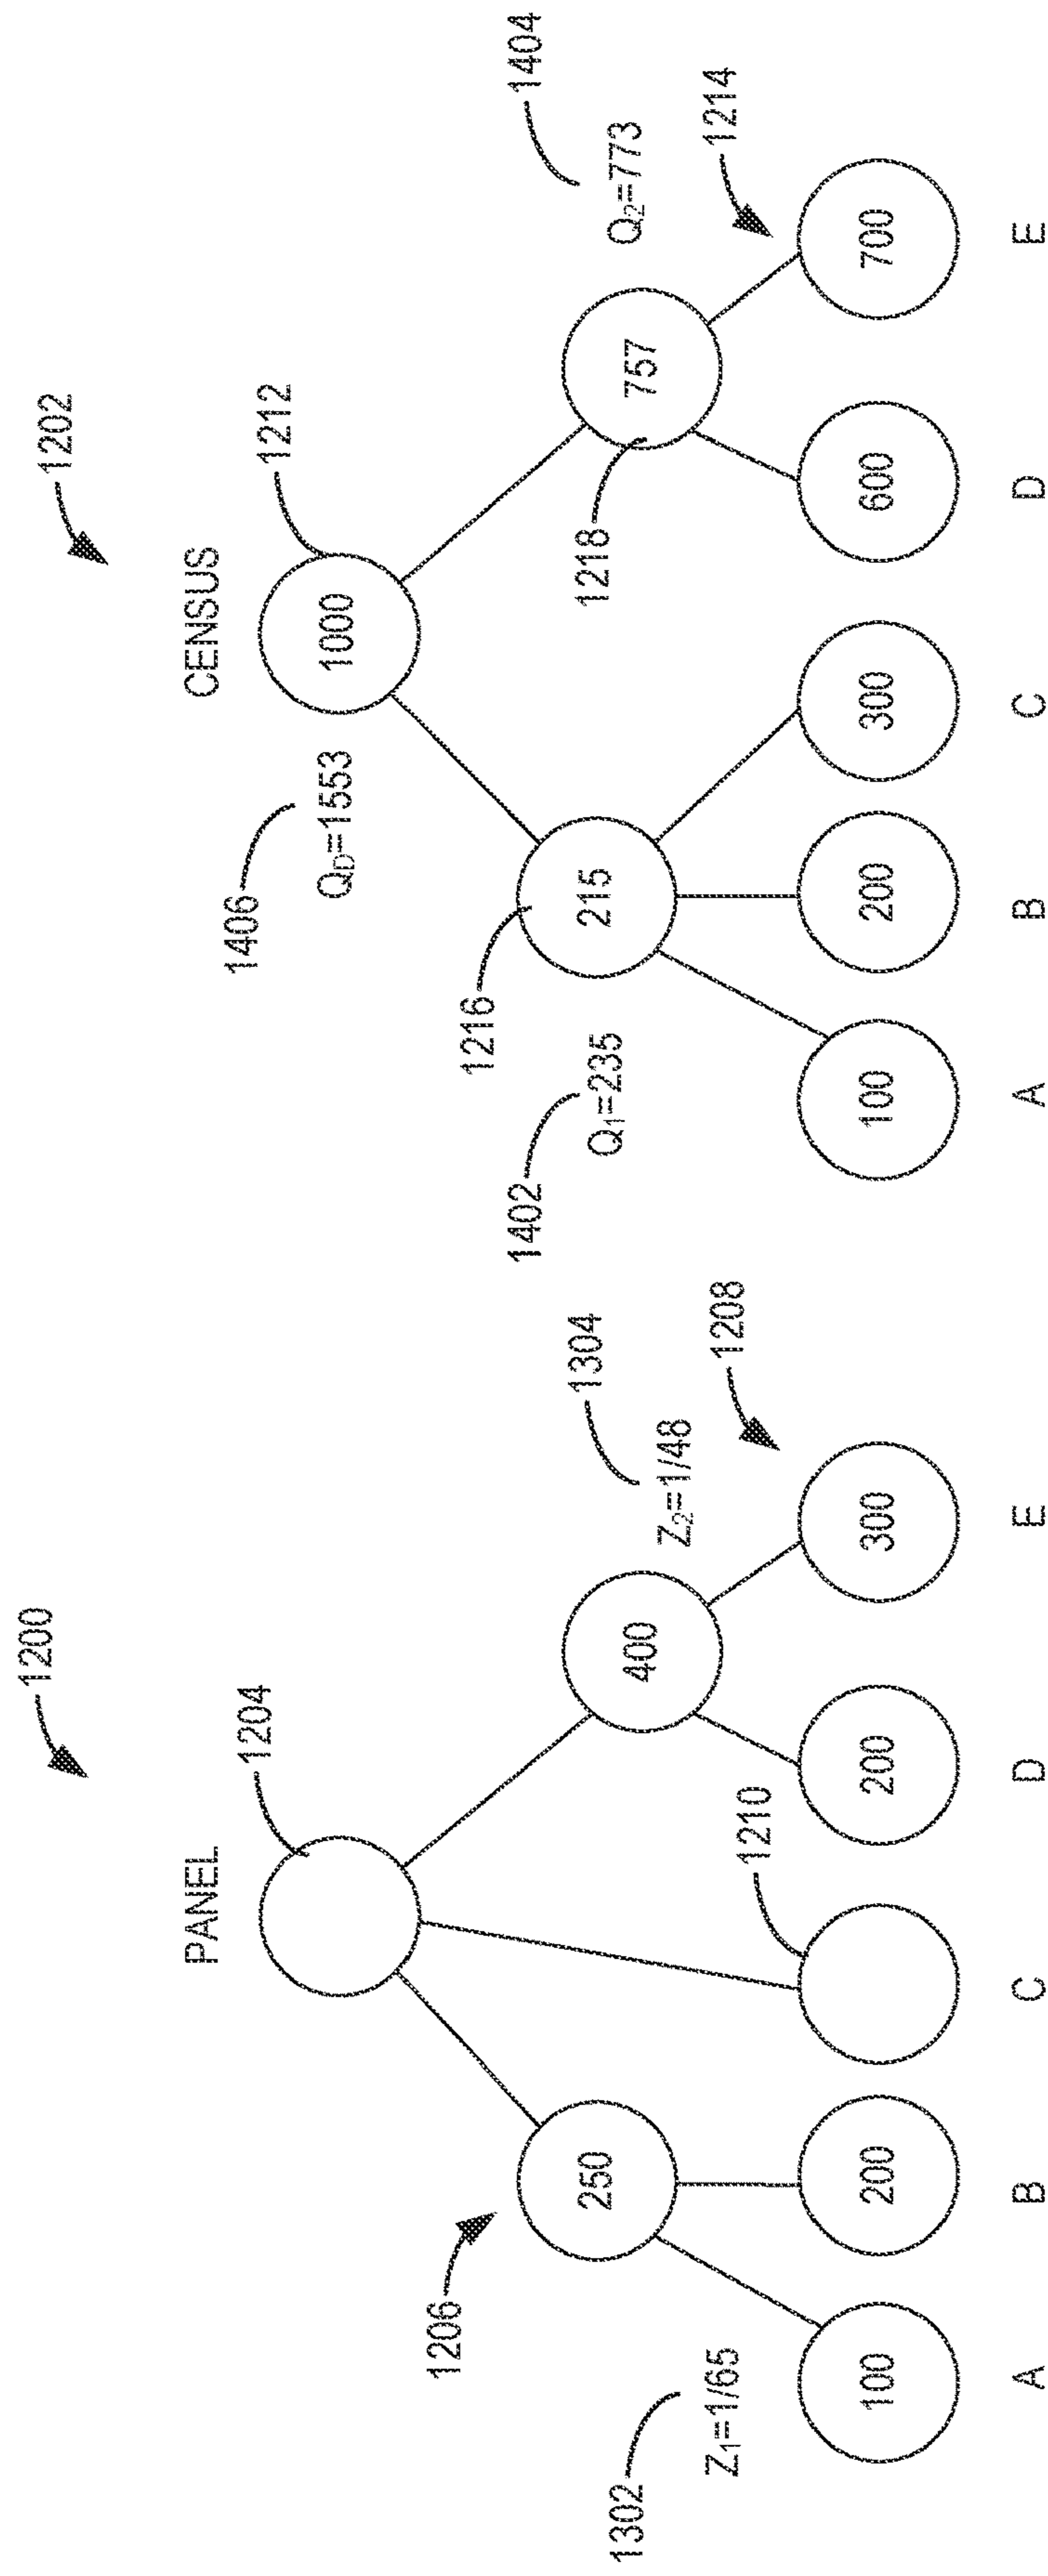 1200
PANEL
1204
1206
250
400
1302
Z₁=1/65
1304
Z₂=1/48
1208
1210
100
200
200
300
A
B
C
D
E
1202
CENSUS
1212
1000
1406
Q_D=1553
1216
215
1218
757
1402
Q₁=235
1404
Q₂=773
1214
100
200
300
600
700
A
B
C
D
E